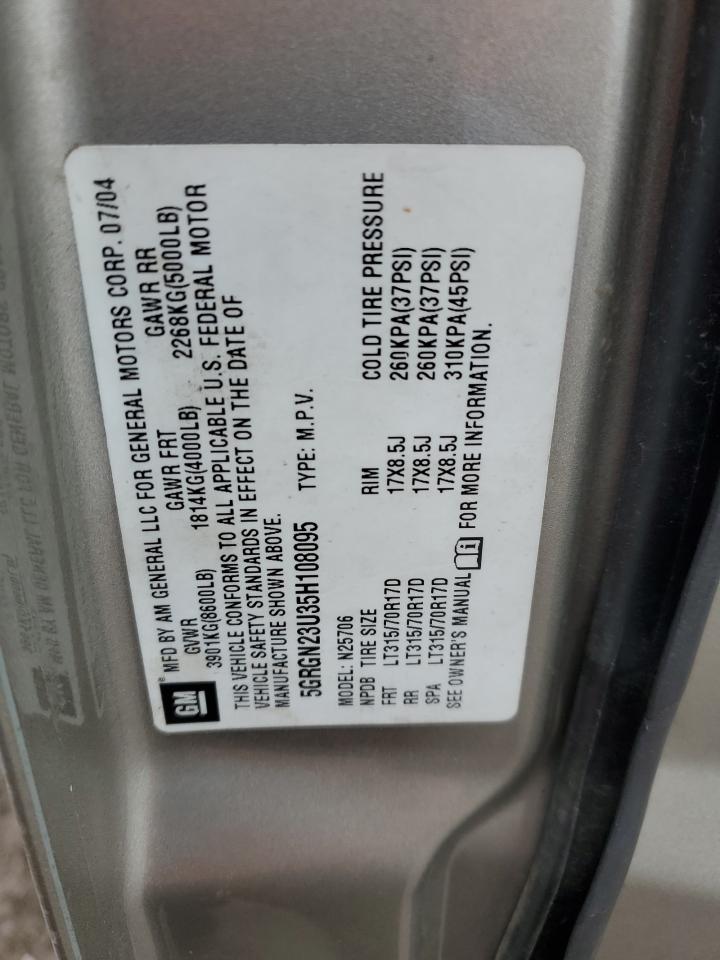 GM
MFD BY AM GENERAL LLC FOR GENERAL MOTORS CORP. 07/04
GVWR GAWR FRT GAWR RR
3901KG(8600LB) 1814KG(4000LB) 2268KG(5000LB)
THIS VEHICLE CONFORMS TO ALL APPLICABLE U.S. FEDERAL MOTOR
VEHICLE SAFETY STANDARDS IN EFFECT ON THE DATE OF
MANUFACTURE SHOWN ABOVE.
5GRGN23U35H108095 TYPE: M.P.V.
MODEL: N25706
NPDB TIRE SIZE RIM COLD TIRE PRESSURE
FRT LT315/70R17D 17X8.5J 260KPA(37PSI)
RR LT315/70R17D 17X8.5J 260KPA(37PSI)
SPA LT315/70R17D 17X8.5J 310KPA(45PSI)
SEE OWNER'S MANUAL FOR MORE INFORMATION.